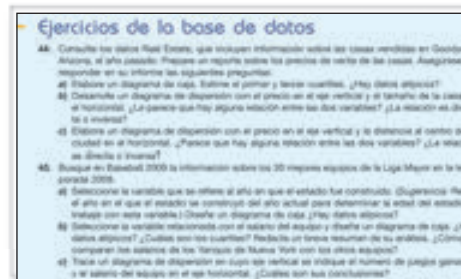 Ejercicios de la base de datos
44. Consulte los datos Real Estate, que incluyen información sobre las casas vendidas en
Arizona, el año pasado. Prepare un reporte sobre los precios de venta de las casas. Asegúrese
responder en su informe las siguientes preguntas:
a) Elabore un diagrama de caja. Estime el primer y tercer cuartiles. ¿Hay datos atípicos?
b) Desarrolle un diagrama de dispersión con el precio en el eje vertical y el tamaño de la casa
el horizontal. ¿Le parece que hay alguna relación entre las dos variables? ¿La relación es
o inversa?
c) Elabore un diagrama de dispersión con el precio en el eje vertical y la distancia al centro de
ciudad en el horizontal. ¿Parece que hay alguna relación entre las dos variables? ¿La
es directa o inversa?
45. Busque en Baseball 2009 la información sobre los 30 mejores equipos de la Liga Mayor en la
porada 2009.
a) Seleccione la variable que se refiere al año en que el estadio fue construido. (Sugerencia:
el año en el que el estadio se construyó del año actual para determinar la edad del estadio
trabaje con esta variable.) Diseñe un diagrama de caja. ¿Hay datos atípicos?
b) Seleccione la variable relacionada con el salario del equipo y diseñe un diagrama de caja.
datos atípicos? ¿Cuáles son los cuartiles? Redacte un breve resumen de su análisis.
comparan los salarios de los Yanquis de Nueva York con los otros equipos?
c) Trace un diagrama de dispersión en cuyo eje vertical se indique el número de juegos
y el salario del equipo en el eje horizontal. ¿Cuáles son sus conclusiones?